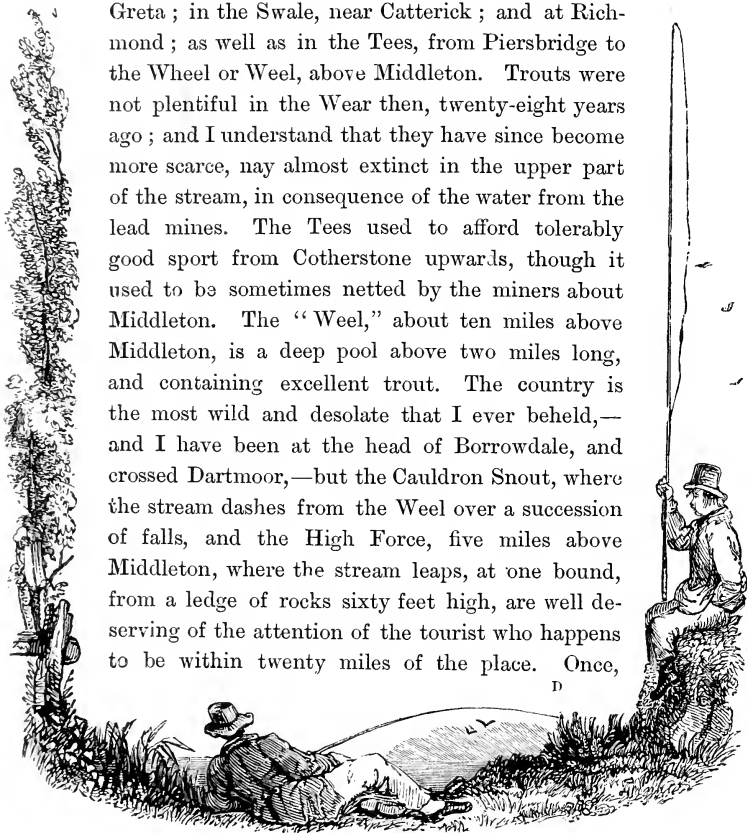 Greta ; in the Swale, near Catterick ; and at Rich-
mond ; as well as in the Tees, from Piersbridge to
the Wheel or Weel, above Middleton. Trouts were
not plentiful in the Wear then, twenty-eight years
ago ; and I understand that they have since become
more scarce, nay almost extinct in the upper part
of the stream, in consequence of the water from the
lead mines. The Tees used to afford tolerably
good sport from Cotherstone upwards, though it
used to be sometimes netted by the miners about
Middleton. The “ Weel,” about ten miles above
Middleton, is a deep pool above two miles long,
and containing excellent trout. The country is
the most wild and desolate that I ever beheld,—
and I have been at the head of Borrowdale, and
crossed Dartmoor,—but the Cauldron Snout, where
the stream dashes from the Weel over a succession
of falls, and the High Force, five miles above
Middleton, where the stream leaps, at one bound,
from a ledge of rocks sixty feet high, are well de-
serving of the attention of the tourist who happens
to be within twenty miles of the place. Once,
D